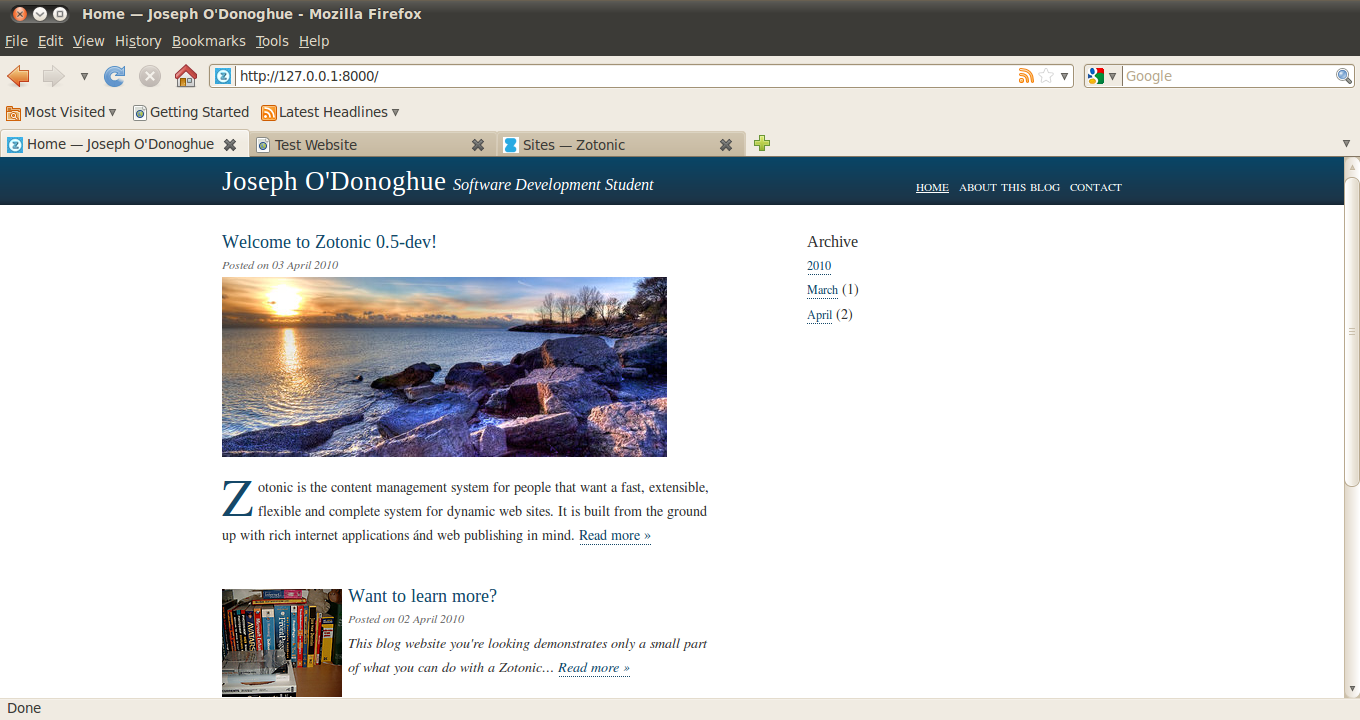 Home — Joseph O'Donoghue - Mozilla Firefox
File Edit View History Bookmarks Tools Help
http://127.0.0.1:8000/ Google
Most Visited Getting Started Latest Headlines
Home — Joseph O'Donoghue Test Website Sites — Zotonic
Joseph O'Donoghue Software Development Student
HOME ABOUT THIS BLOG CONTACT
Welcome to Zotonic 0.5-dev!
Posted on 03 April 2010
Zotonic is the content management system for people that want a fast, extensible,
flexible and complete system for dynamic web sites. It is built from the ground
up with rich internet applications ánd web publishing in mind. Read more »
Want to learn more?
Posted on 02 April 2010
This blog website you're looking demonstrates only a small part
of what you can do with a Zotonic... Read more »
Archive
2010
March (1)
April (2)
Done